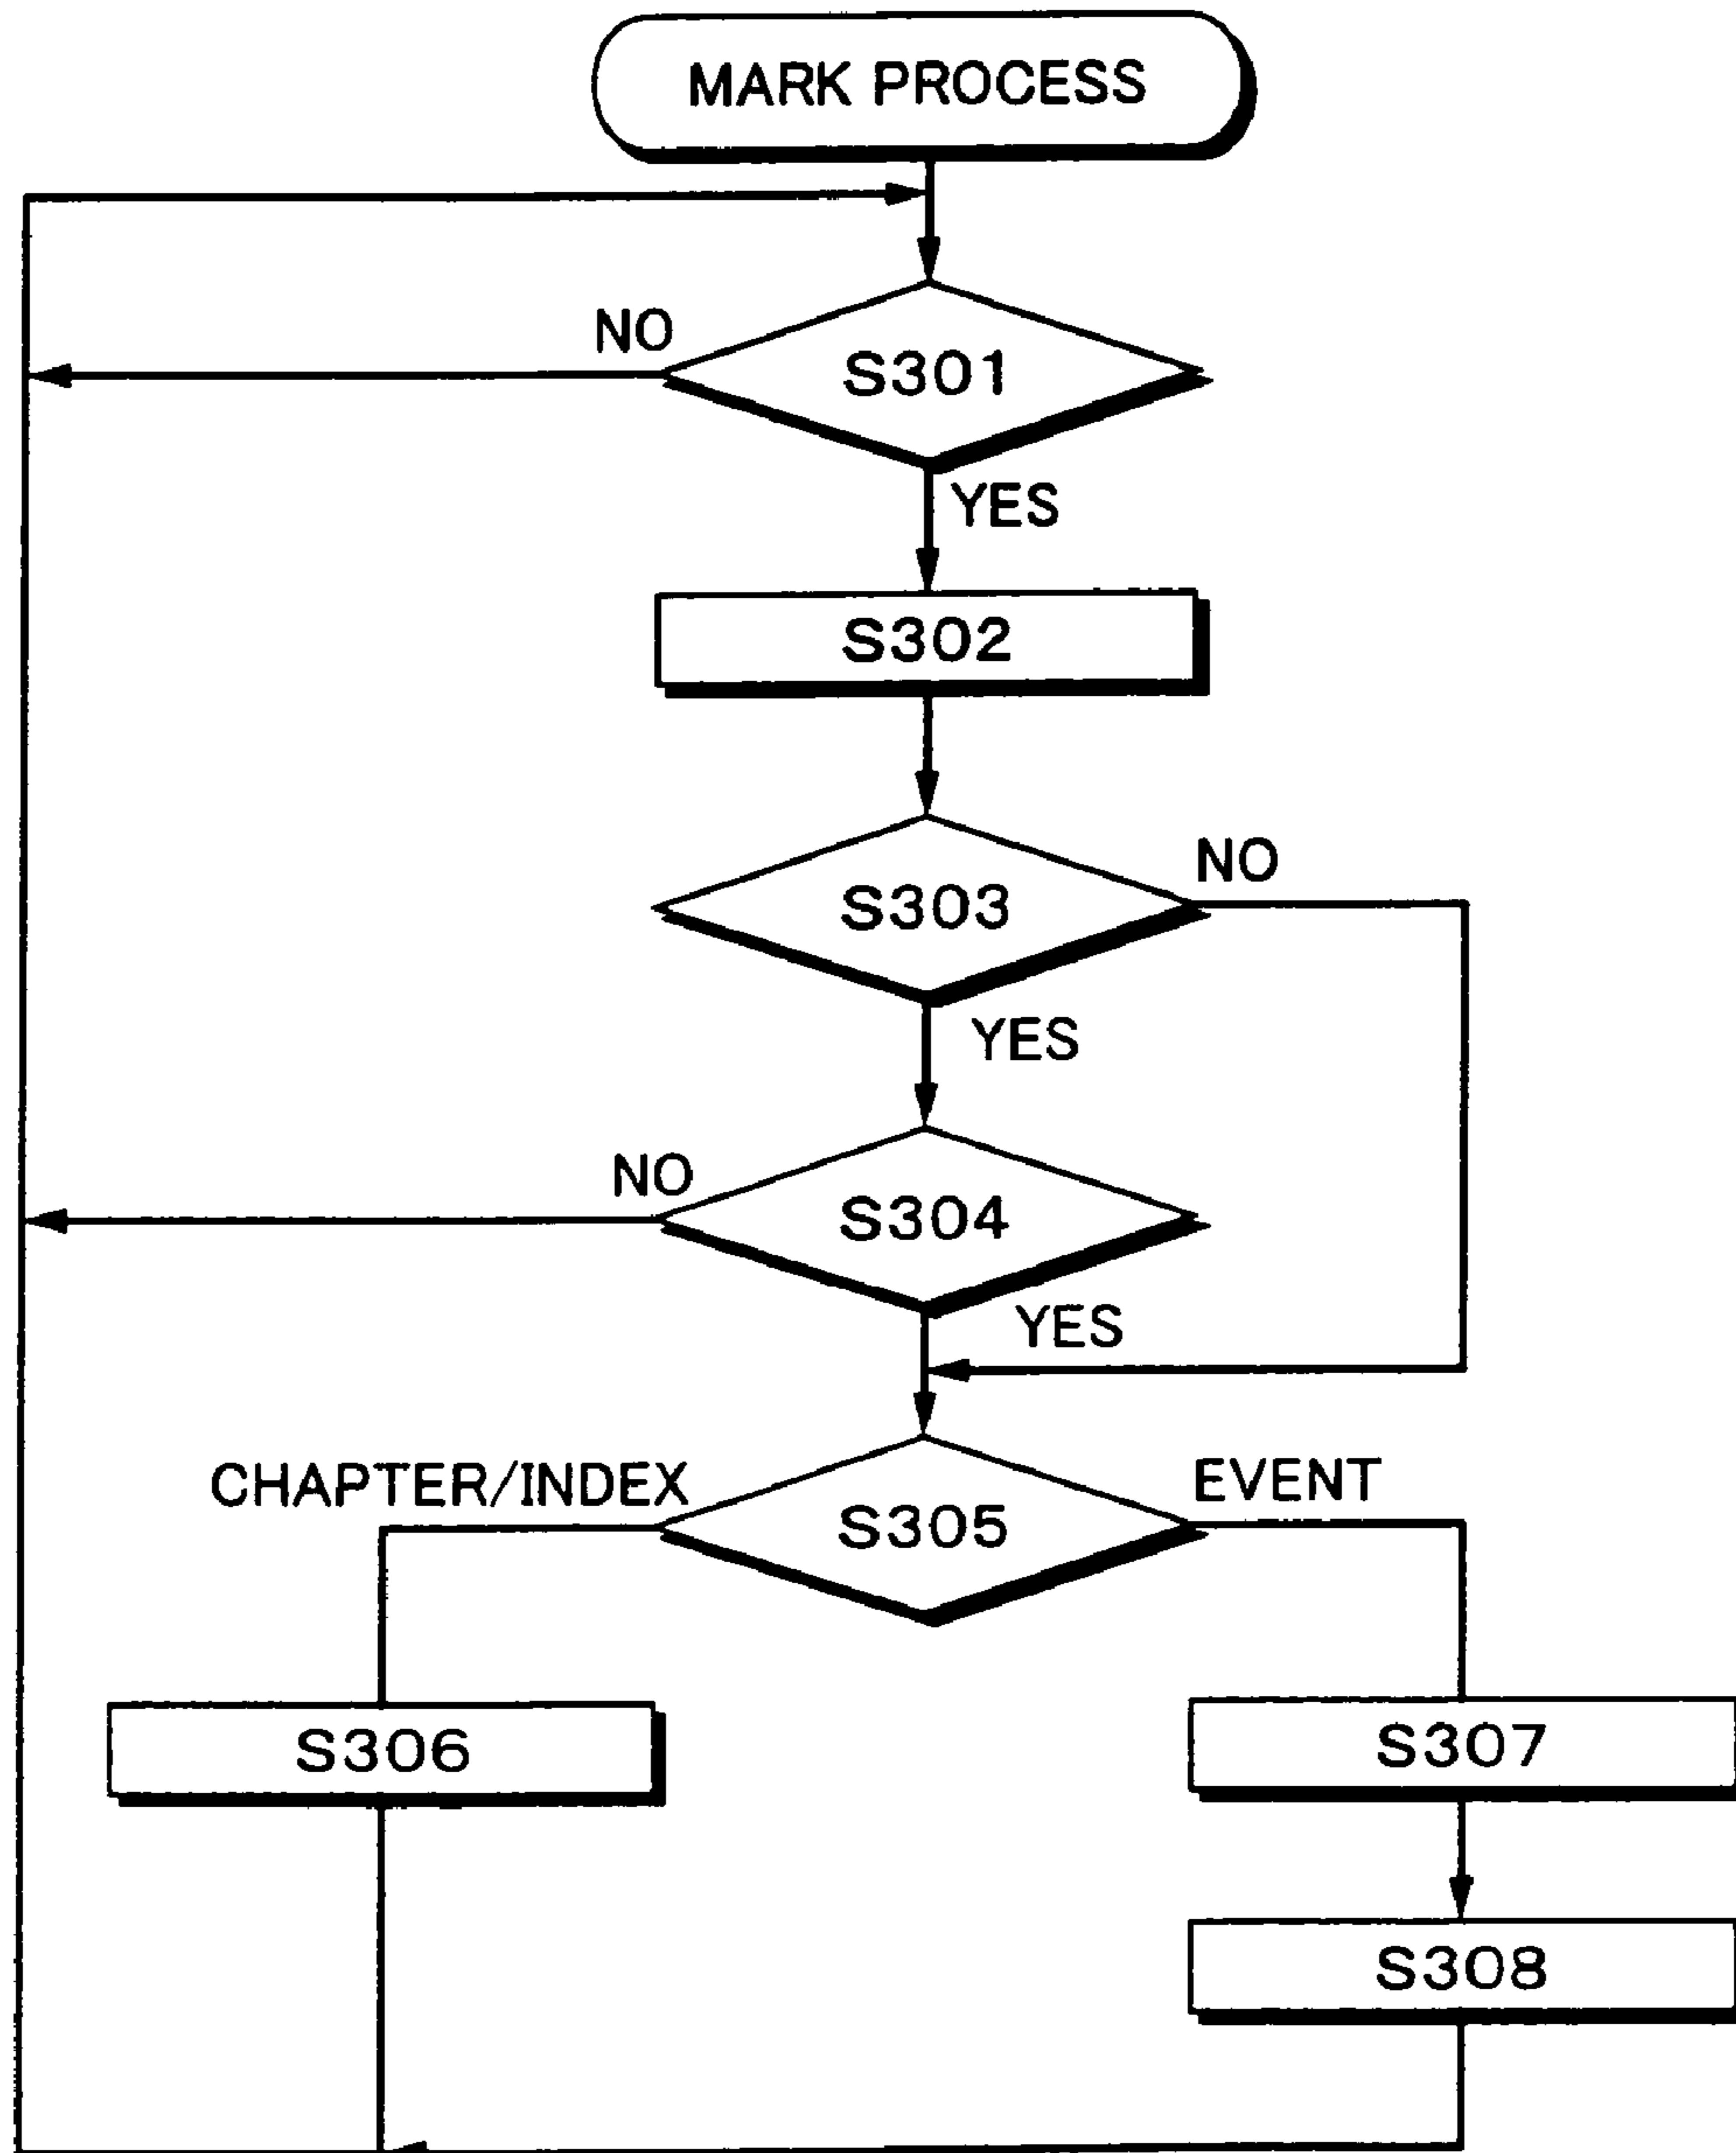 MARK PROCESS
NO
S301
YES
S302
S303
NO
YES
NO
S304
YES
CHAPTER/INDEX
S305
EVENT
S306
S307
S308